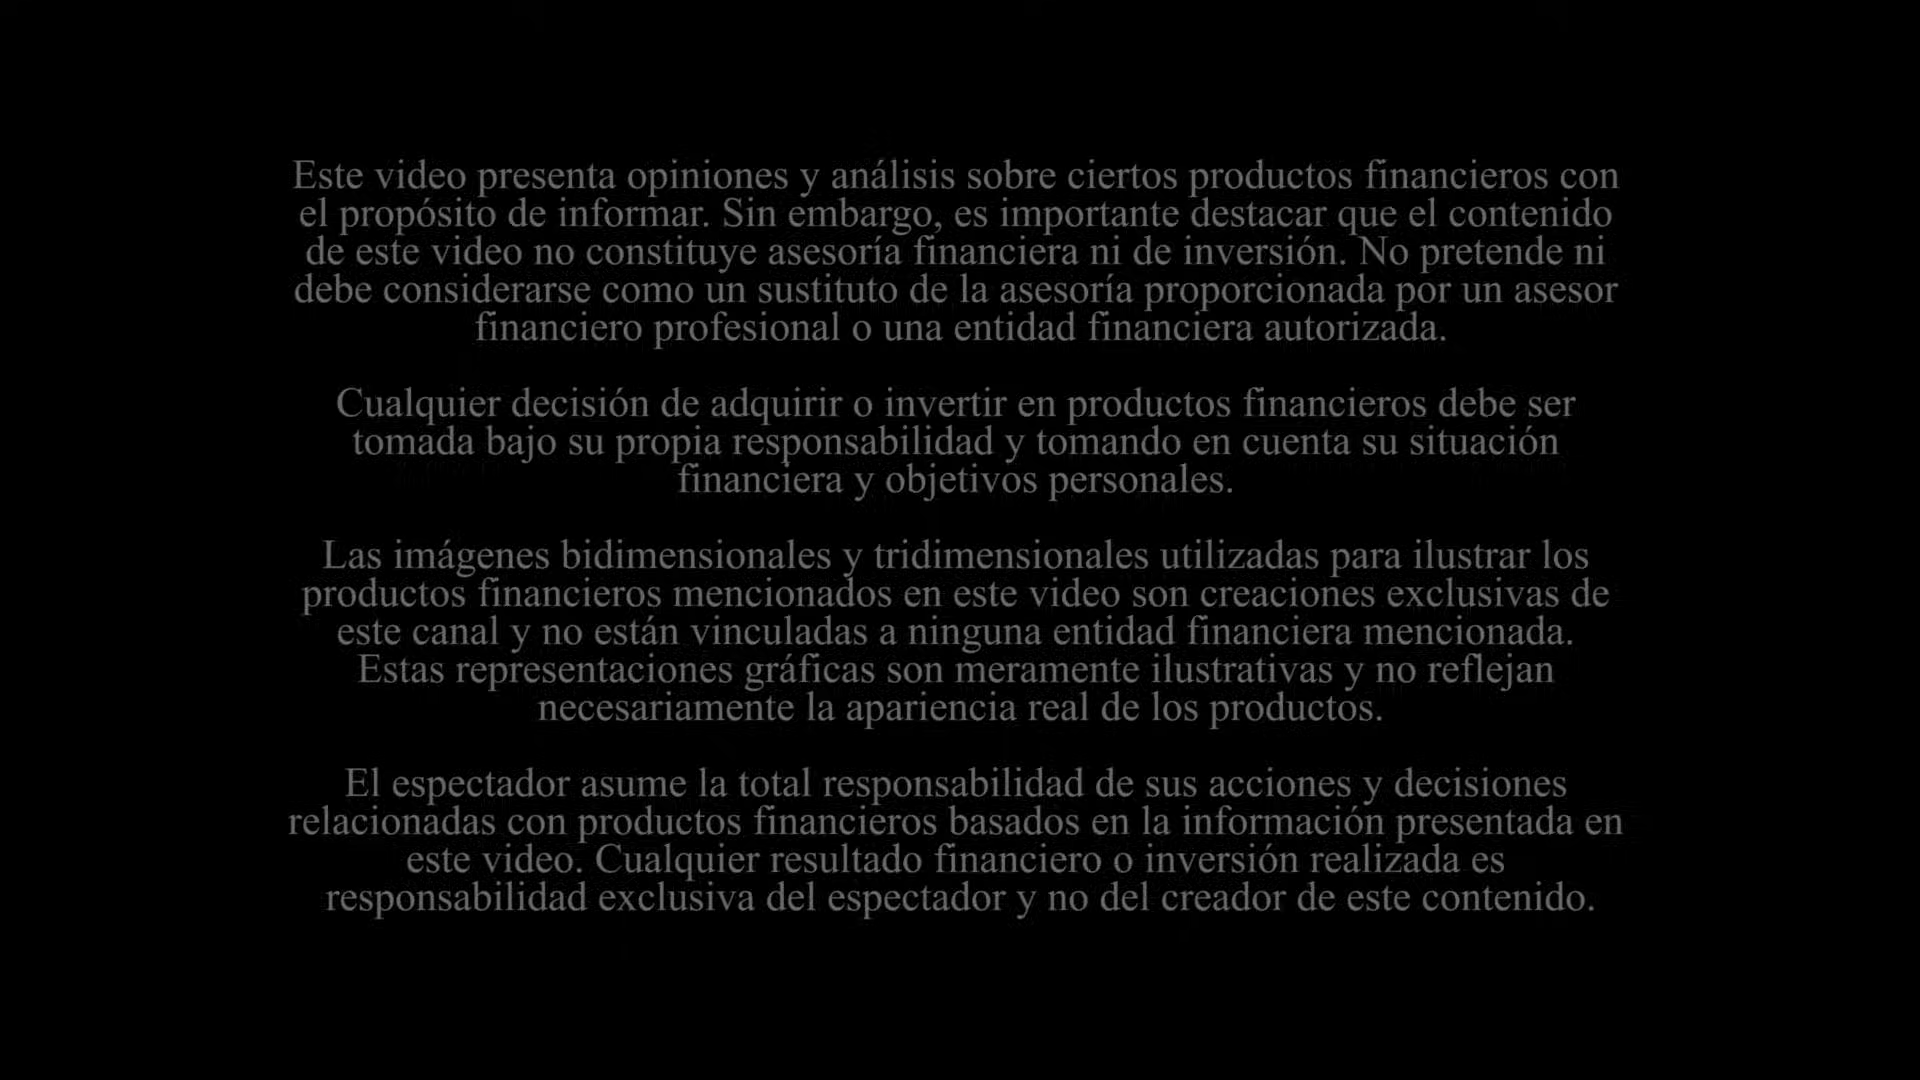 Este video presenta opiniones y análisis sobre ciertos productos financieros con
el propósito de informar. Sin embargo, es importante destacar que el contenido
de este video no constituye asesoría financiera ni de inversión. No pretende ni
debe considerarse como un sustituto de la asesoría proporcionada por un asesor
financiero profesional o una entidad financiera autorizada.
Cualquier decisión de adquirir o invertir en productos financieros debe ser
tomada bajo su propia responsabilidad y tomando en cuenta su situación
financiera y objetivos personales.
Las imágenes bidimensionales y tridimensionales utilizadas para ilustrar los
productos financieros mencionados en este video son creaciones exclusivas de
este canal y no están vinculadas a ninguna entidad financiera mencionada.
Estas representaciones gráficas son meramente ilustrativas y no reflejan
necesariamente la apariencia real de los productos.
El espectador asume la total responsabilidad de sus acciones y decisiones
relacionadas con productos financieros basados en la información presentada en
este video. Cualquier resultado financiero o inversión realizada es
responsabilidad exclusiva del espectador y no del creador de este contenido.